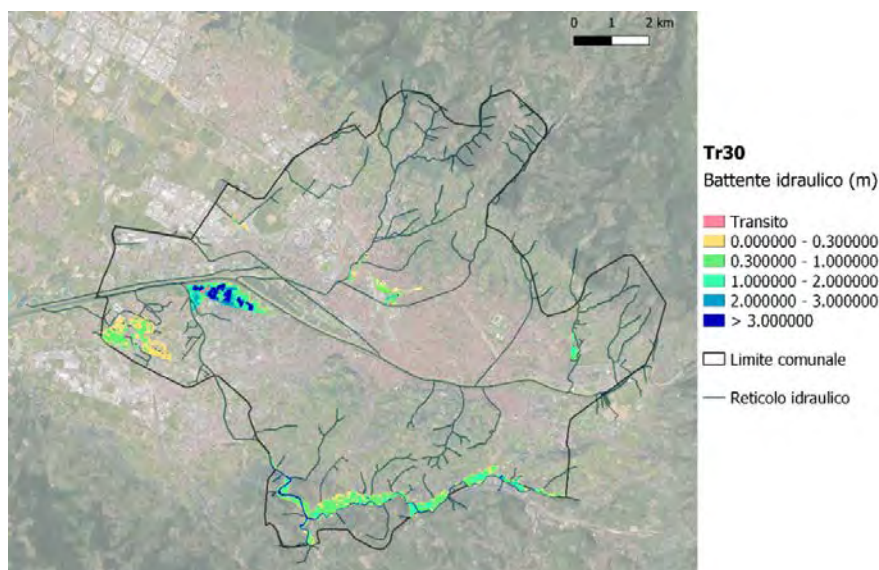 0 1 2 km
Tr30
Battente idraulico (m)
Transito
0.000000 - 0.300000
0.300000 - 1.000000
1.000000 - 2.000000
2.000000 - 3.000000
> 3.000000
Limite comunale
Reticolo idraulico